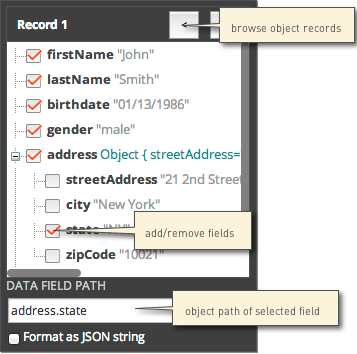 Record 1
browse object records
firstName "John"
lastName "Smith"
birthdate "01/13/1986"
gender "male"
address Object { streetAddress=
streetAddress "21 2nd Street
city "New York"
state "NY"
add/remove fields
zipCode "10021"
DATA FIELD PATH
address.state
object path of selected field
Format as JSON string